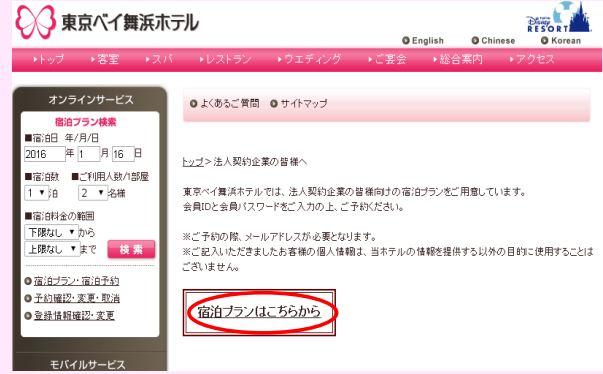 東京ベイ舞浜ホテル
Tokyo Disney RESORT
English Chinese Korean
トップ 客室 スパ レストラン ウエディング ご宴会 総合案内 アクセス
オンラインサービス
宿泊プラン検索
■宿泊日 年/月/日
2016 年 1 月 16 日
■宿泊数 ■ご利用人数/1部屋
1 ▼ 泊 2 ▼ 名様
■宿泊料金の範囲
下限なし ▼ から
上限なし ▼ まで 検索
宿泊プラン・宿泊予約
予約確認・変更・取消
登録情報確認・変更
モバイルサービス
よくあるご質問 サイトマップ
トップ > 法人契約企業の皆様へ
東京ベイ舞浜ホテルでは、法人契約企業の皆様向けの宿泊プランをご用意しています。
会員IDと会員パスワードをご入力の上、ご予約ください。
※ご予約の際、メールアドレスが必要となります。
※ご記入いただきましたお客様の個人情報は、当ホテルの情報を提供する以外の目的に使用することは
ございません。
宿泊プランはこちらから